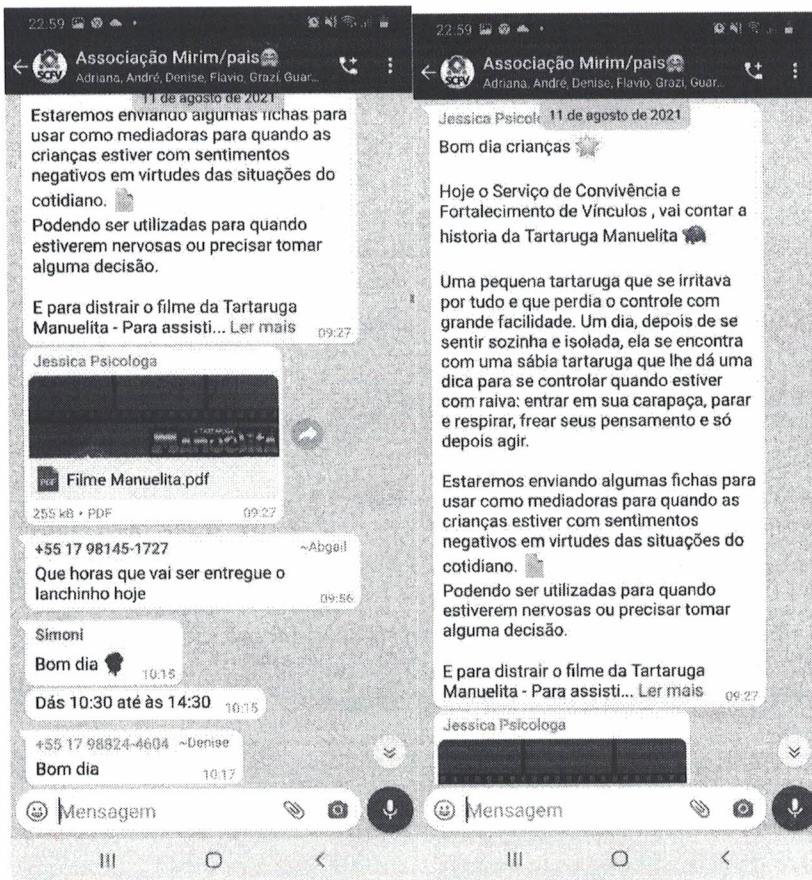 22:59
Associação Mirim/pais
Adriana, André, Denise, Flavio, Grazi, Guar...
11 de agosto de 2021
Estaremos enviando algumas fichas para
usar como mediadoras para quando as
crianças estiver com sentimentos
negativos em virtudes das situações do
cotidiano.
Podendo ser utilizadas para quando
estiverem nervosas ou precisar tomar
alguma decisão.
E para distrair o filme da Tartaruga
Manuelita - Para assisti... Ler mais 09:27
Jessica Psicologa
Manuelita
PDF Filme Manuelita.pdf
255 kB • PDF 09:27
+55 17 98145-1727 ~Abgail
Que horas que vai ser entregue o
lanchinho hoje 09:56
Simoni
Bom dia 10:15
Dás 10:30 até às 14:30 10:15
+55 17 98824-4604 ~Denise
Bom dia 10:17
Mensagem
22:59
SCFV Associação Mirim/pais
Adriana, André, Denise, Flavio, Grazi, Guar...
Jessica Psicol 11 de agosto de 2021
Bom dia crianças
Hoje o Serviço de Convivência e
Fortalecimento de Vínculos , vai contar a
historia da Tartaruga Manuelita
Uma pequena tartaruga que se irritava
por tudo e que perdia o controle com
grande facilidade. Um dia, depois de se
sentir sozinha e isolada, ela se encontra
com uma sábia tartaruga que lhe dá uma
dica para se controlar quando estiver
com raiva: entrar em sua carapaça, parar
e respirar, frear seus pensamento e só
depois agir.
Estaremos enviando algumas fichas para
usar como mediadoras para quando as
crianças estiver com sentimentos
negativos em virtudes das situações do
cotidiano.
Podendo ser utilizadas para quando
estiverem nervosas ou precisar tomar
alguma decisão.
E para distrair o filme da Tartaruga
Manuelita - Para assisti... Ler mais 09:27
Jessica Psicologa
Mensagem